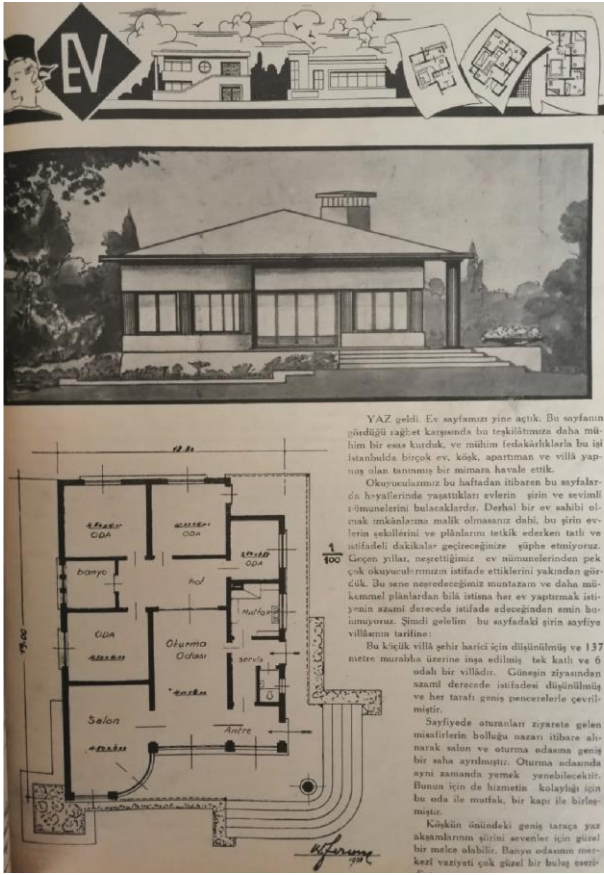 EV
YAZ geldi. Ev sayfamızı yine açtık. Bu sayfanın
gördüğü rağbet karşısında bu teşkilâtımıza daha mü-
him bir esas kurduk, ve mühim fedakârlıklarla bu işi
İstanbulda birçok ev, köşk, apartıman ve villâ yap-
mış olan tanınmış bir mimara havale ettik.
Okuyucularımız bu haftadan itibaren bu sayfalar-
da hayallerinde yaşattıkları evlerin şirin ve sevimli
nümunelerini bulacaklardır. Derhal bir ev sahibi ol-
mak imkânlarına malik olmasanız dahi, bu şirin ev-
lerin şekillerini ve plânlarını tetkik ederken tatlı ve
istifadeli dakikalar geçireceğinize şüphe etmiyoruz.
Geçen yıllar, neşrettiğimiz ev nümunelerinden pek
çok okuyucularımızın istifade ettiklerini yakından gör-
dük. Bu sene neşredeceğimiz muntazam ve daha mü-
kemmel plânlardan bilâ istisna her ev yaptırmak isti-
yenin azamî derecede istifade edeceğinden emin bu-
lunuyoruz. Şimdi gelelim bu sayfadaki şirin sayfiye
villâsının tarifine:
Bu küçük villâ şehir harici için düşünülmüş ve 137
metre murabba üzerine inşa edilmiş tek katlı ve 6
odalı bir villâdır. Güneşin ziyasından
azamî derecede istifadesi düşünülmüş
ve her tarafı geniş pencerelerle çevril-
miştir.
Sayfiyede oturanları ziyarete gelen
misafirlerin bolluğu nazarı itibare alı-
narak salon ve oturma odasına geniş
bir saha ayrılmıştır. Oturma odasında
ayni zamanda yemek yenebilecektir.
Bunun için de hizmetin kolaylığı için
bu oda ile mutfak, bir kapı ile birleş-
miştir.
Köşkün önündeki geniş taraça yaz
akşamlarının şiirini sevenler için güzel
bir melce olabilir. Banyo odasının mer-
kezî vaziyeti çok güzel bir buluş eseri-
1
100
ODA
ODA
ODA
banyo
hol
Mutfak
ODA
Oturma
Odası
servis
Salon
Antre